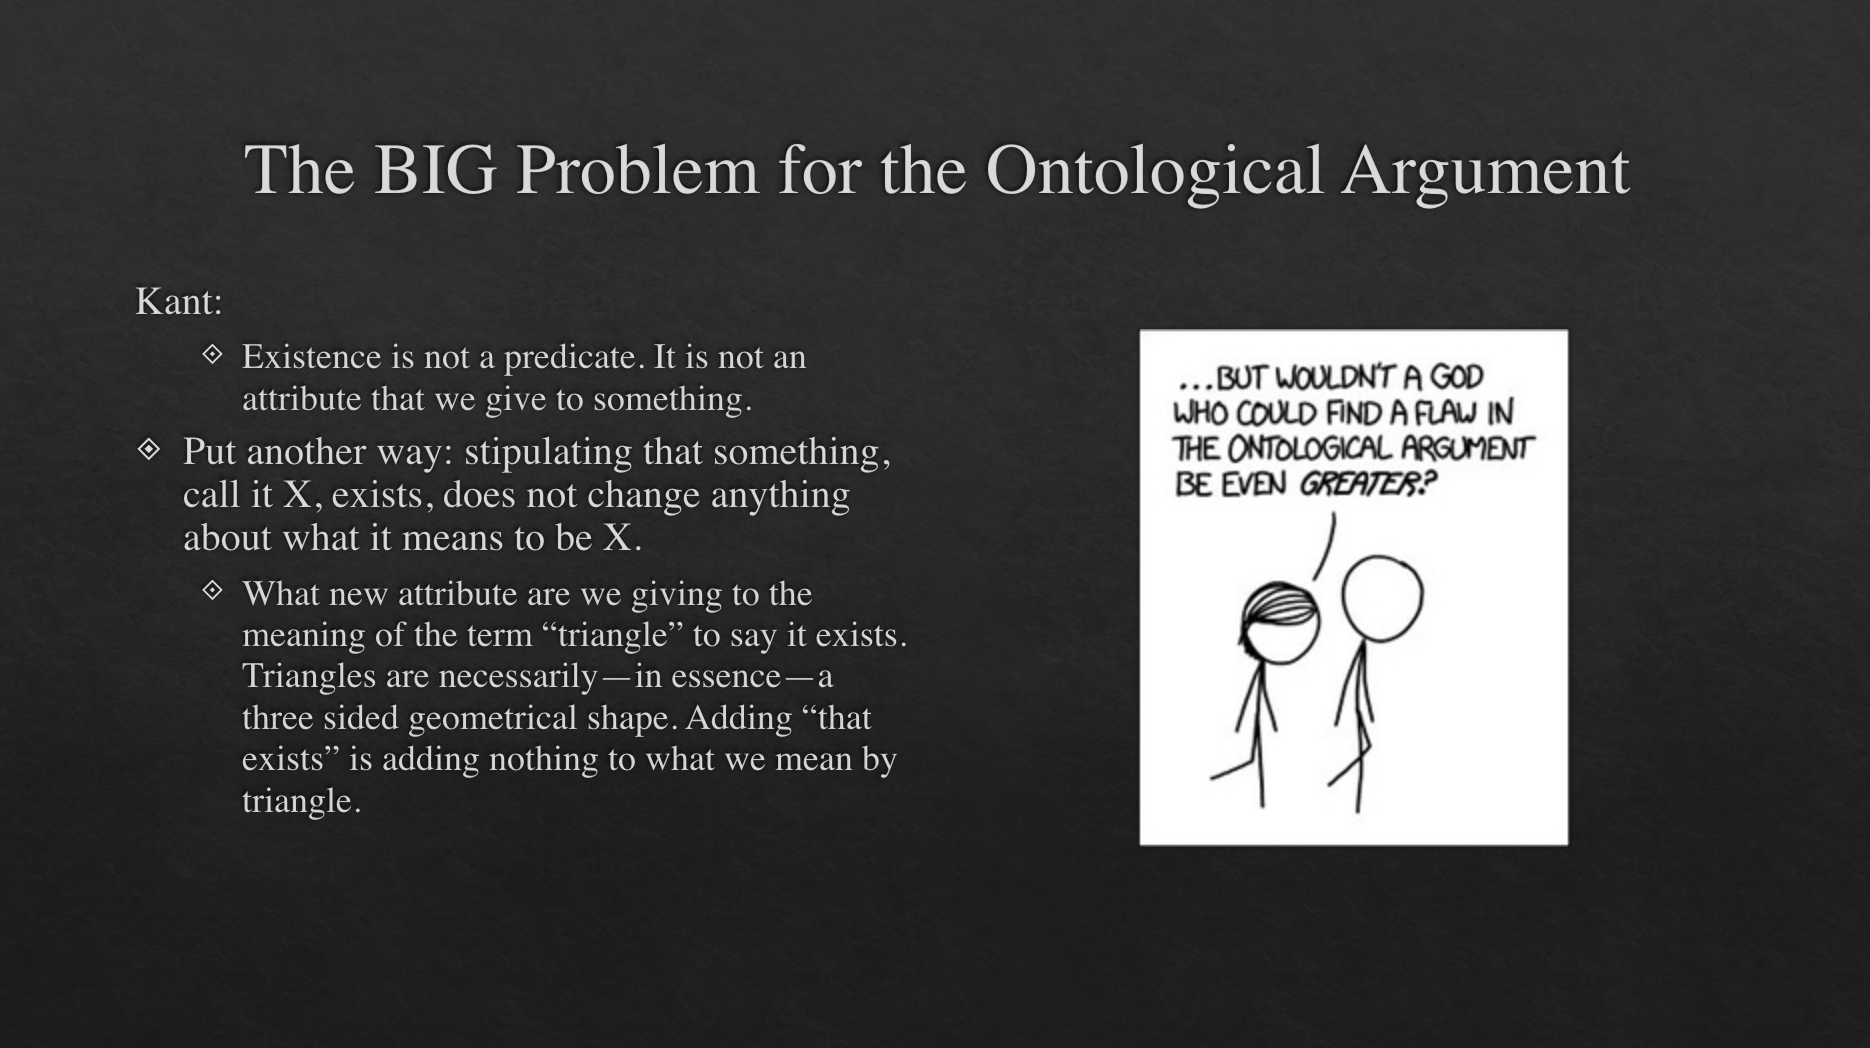 The BIG Problem for the Ontological Argument
Kant:
Existence is not a predicate. It is not an
attribute that we give to something.
Put another way: stipulating that something,
call it X, exists, does not change anything
about what it means to be X.
What new attribute are we giving to the
meaning of the term “triangle” to say it exists.
Triangles are necessarily—in essence—a
three sided geometrical shape. Adding “that
exists” is adding nothing to what we mean by
triangle.
...BUT WOULDN'T A GOD
WHO COULD FIND A FLAW IN
THE ONTOLOGICAL ARGUMENT
BE EVEN GREATER?